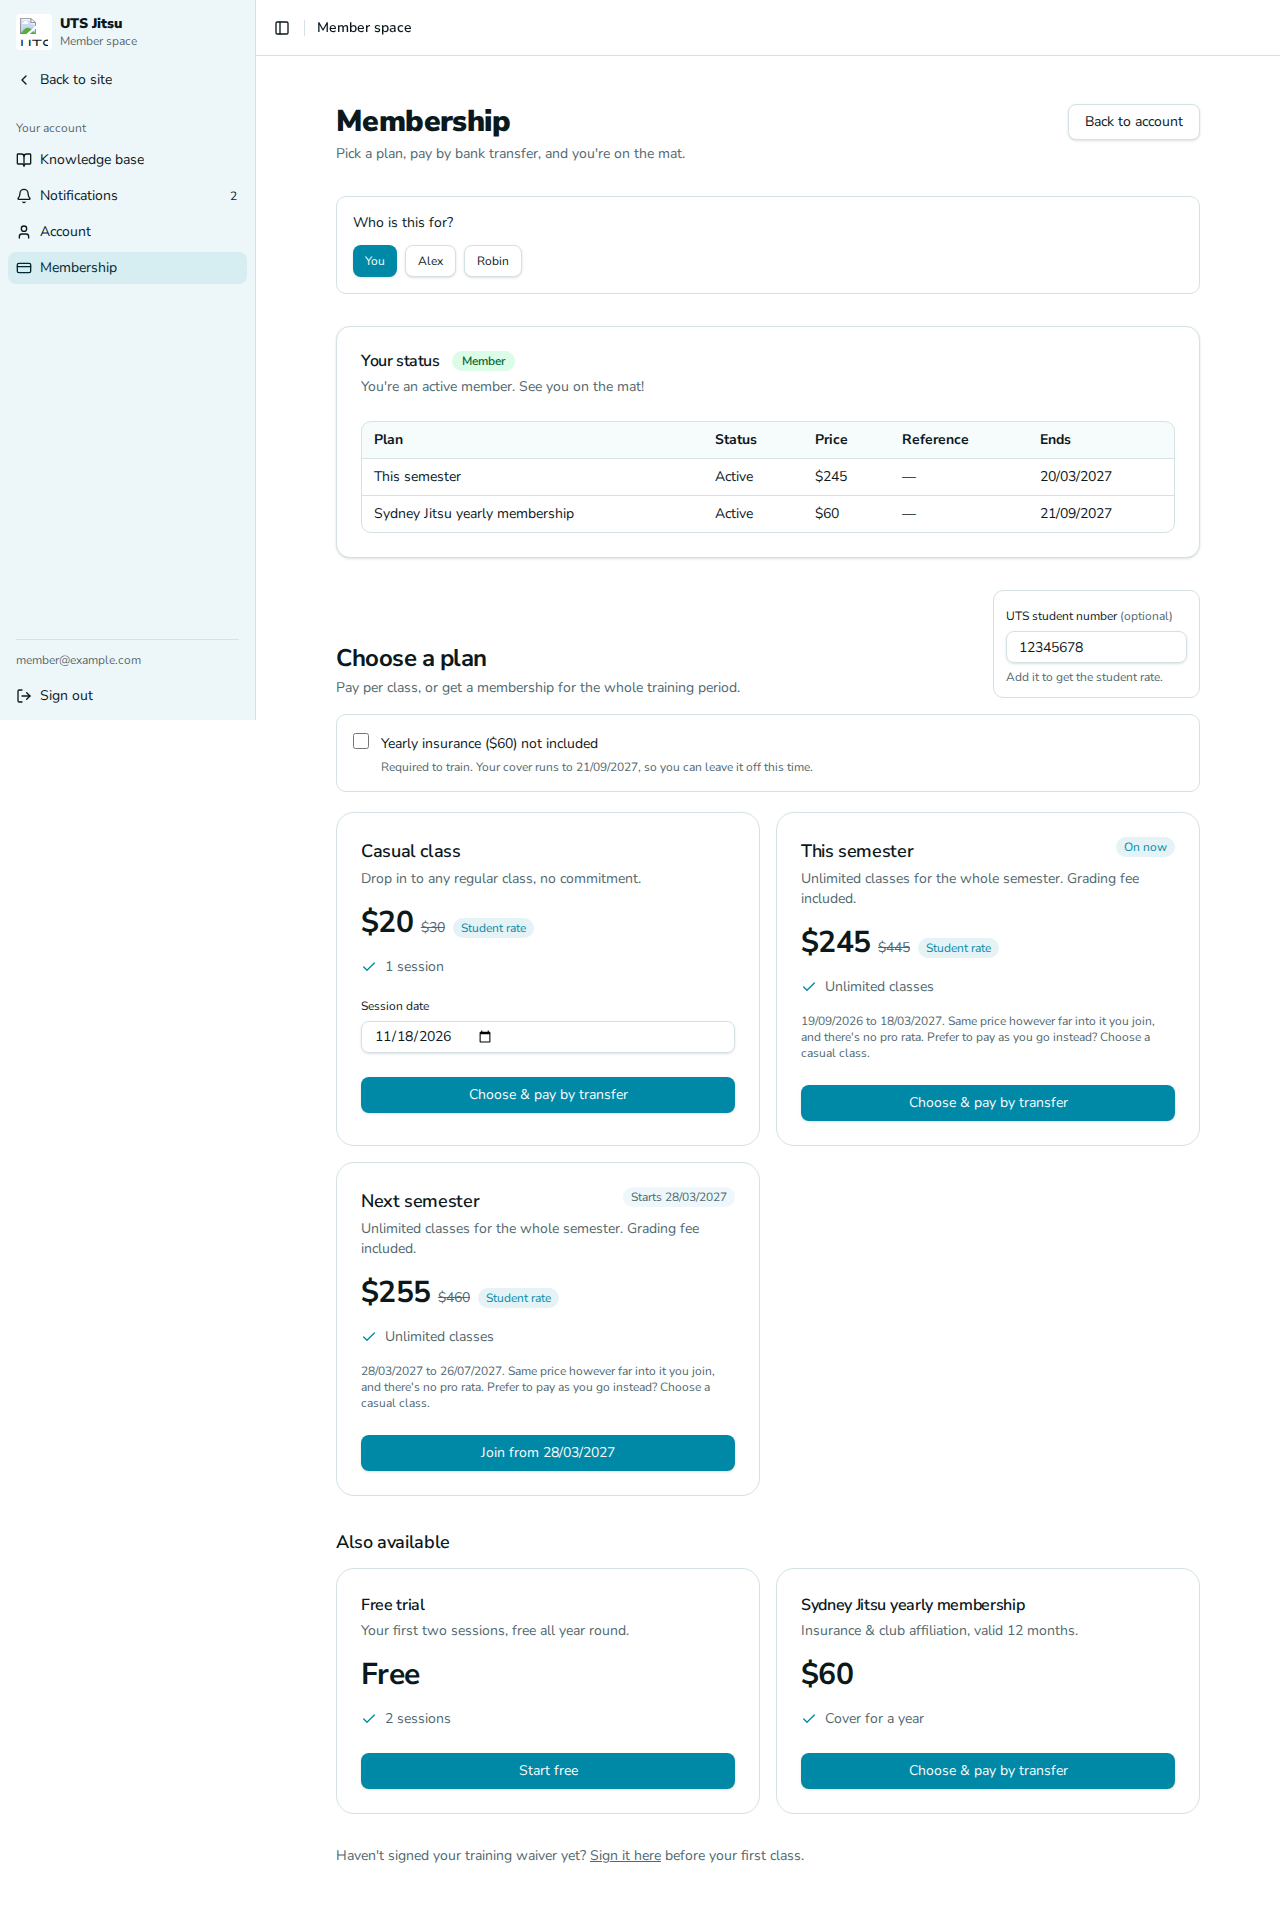 UTS Jitsu
Member space
Back to site
Your account
Knowledge base
Notifications 2
Account
Membership
member@example.com
Sign out
Member space
Membership
Back to account
Pick a plan, pay by bank transfer, and you're on the mat.
Who is this for?
You Alex Robin
Your status Member
You're an active member. See you on the mat!
Plan Status Price Reference Ends
This semester Active $245 — 20/03/2027
Sydney Jitsu yearly membership Active $60 — 21/09/2027
UTS student number (optional)
12345678
Add it to get the student rate.
Choose a plan
Pay per class, or get a membership for the whole training period.
Yearly insurance ($60) not included
Required to train. Your cover runs to 21/09/2027, so you can leave it off this time.
Casual class
Drop in to any regular class, no commitment.
$20 $30 Student rate
1 session
Session date
11/18/2026
Choose & pay by transfer
This semester On now
Unlimited classes for the whole semester. Grading fee
included.
$245 $445 Student rate
Unlimited classes
19/09/2026 to 18/03/2027. Same price however far into it you join,
and there's no pro rata. Prefer to pay as you go instead? Choose a
casual class.
Choose & pay by transfer
Next semester Starts 28/03/2027
Unlimited classes for the whole semester. Grading fee
included.
$255 $460 Student rate
Unlimited classes
28/03/2027 to 26/07/2027. Same price however far into it you join,
and there's no pro rata. Prefer to pay as you go instead? Choose a
casual class.
Join from 28/03/2027
Also available
Free trial
Your first two sessions, free all year round.
Free
2 sessions
Start free
Sydney Jitsu yearly membership
Insurance & club affiliation, valid 12 months.
$60
Cover for a year
Choose & pay by transfer
Haven't signed your training waiver yet? Sign it here before your first class.